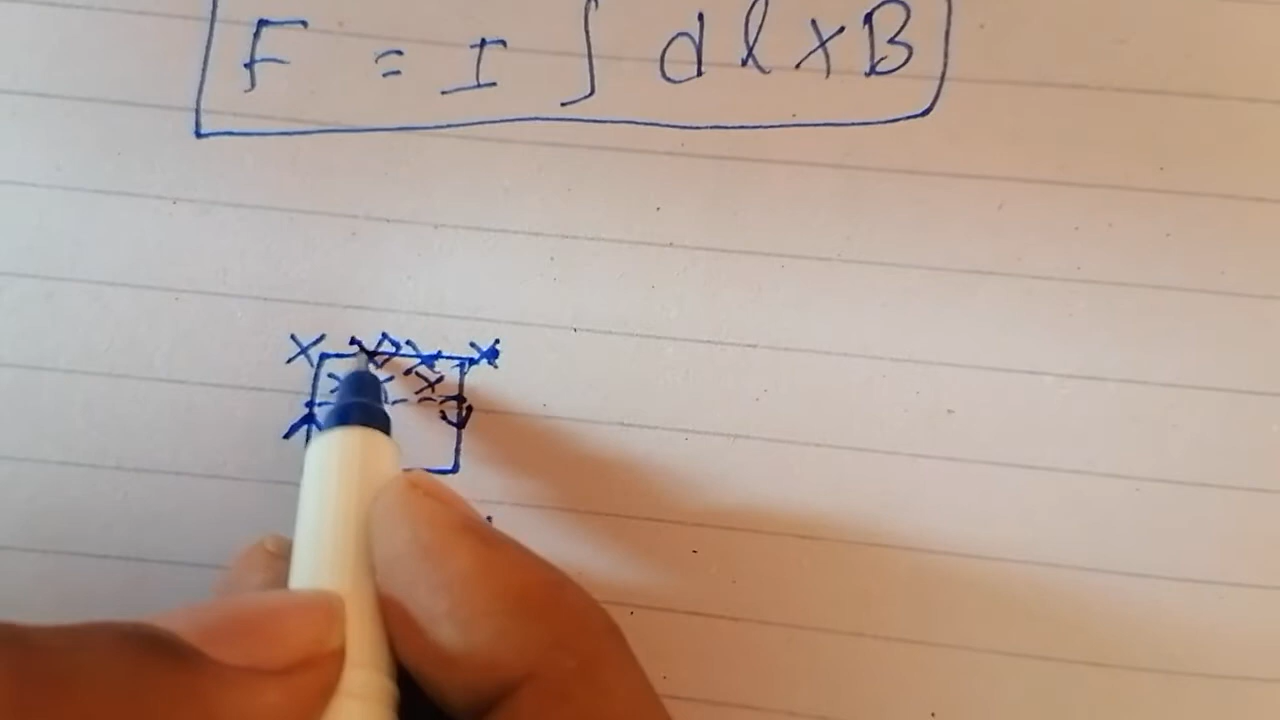 F = I ∫ dl × B